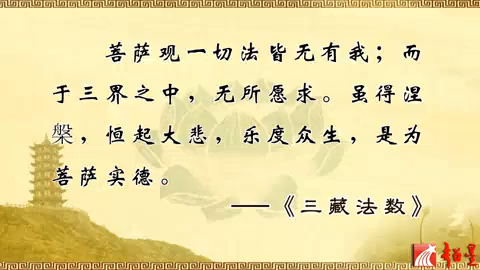 菩萨观一切法皆无有我；而
于三界之中，无所愿求。虽得涅
槃，恒起大悲，乐度众生，是为
菩萨实德。
——《三藏法数》